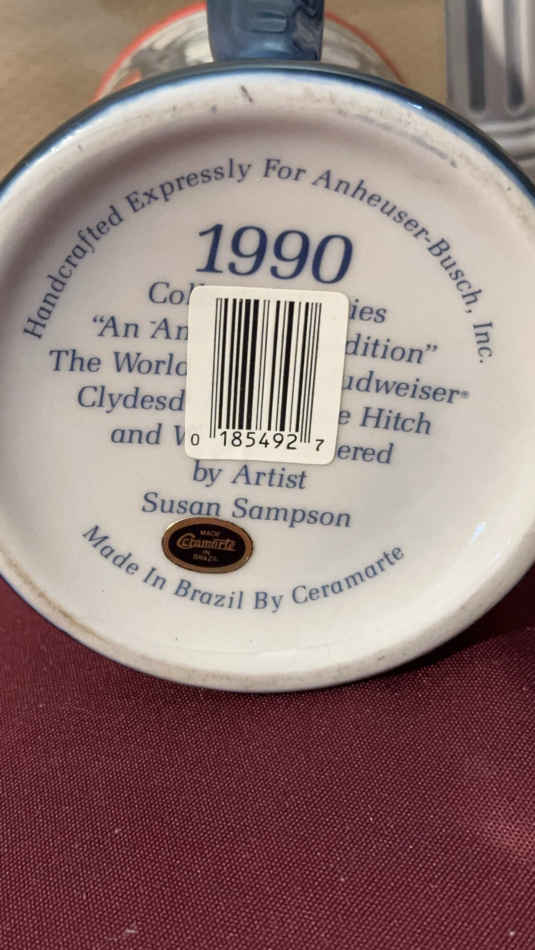 Handcrafted Expressly For Anheuser-Busch, Inc.
1990
Col ies
"An An dition"
The World udweiser®
Clydesd e Hitch
and W ered
by Artist
Susan Sampson
0 185492 7
MADE
Ceramarte
IN
BRAZIL
Made In Brazil By Ceramarte